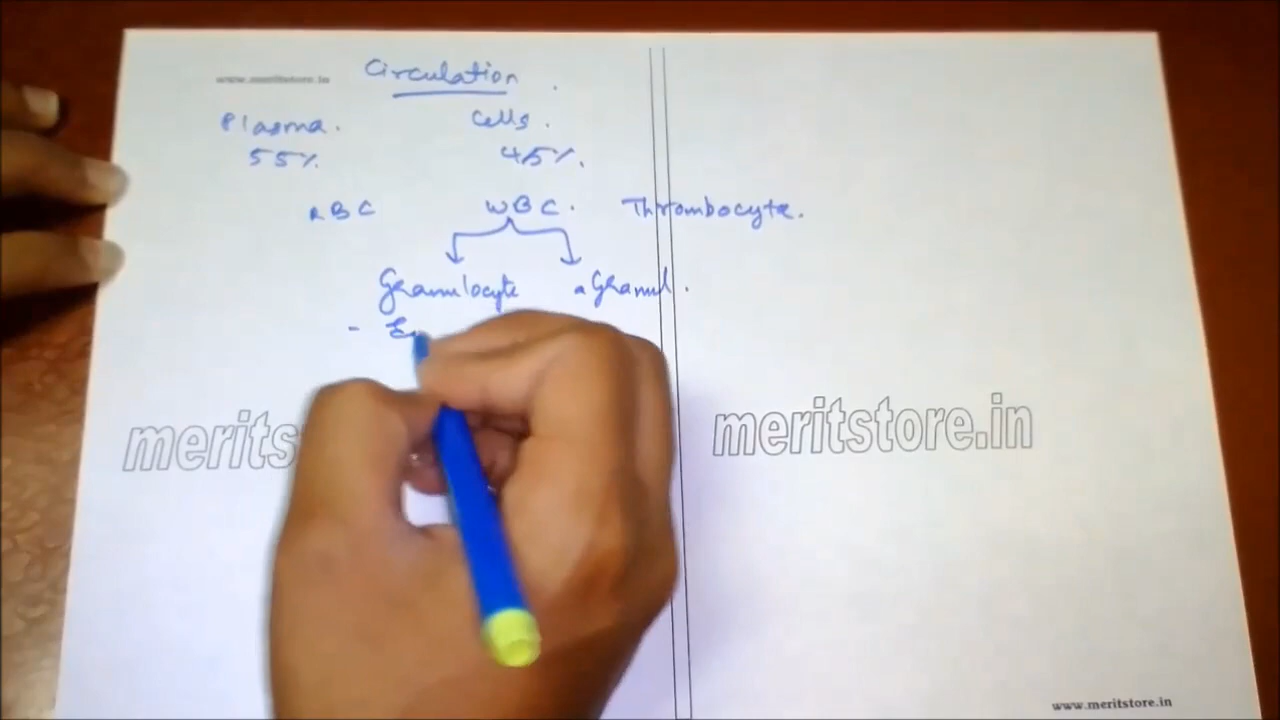 www.meritstore.in Circulation
Plasma. Cells.
55% 45%.
RBC WBC. Thrombocyte.
Granulocyte aGranul.
-
meritstore.in
www.meritstore.in